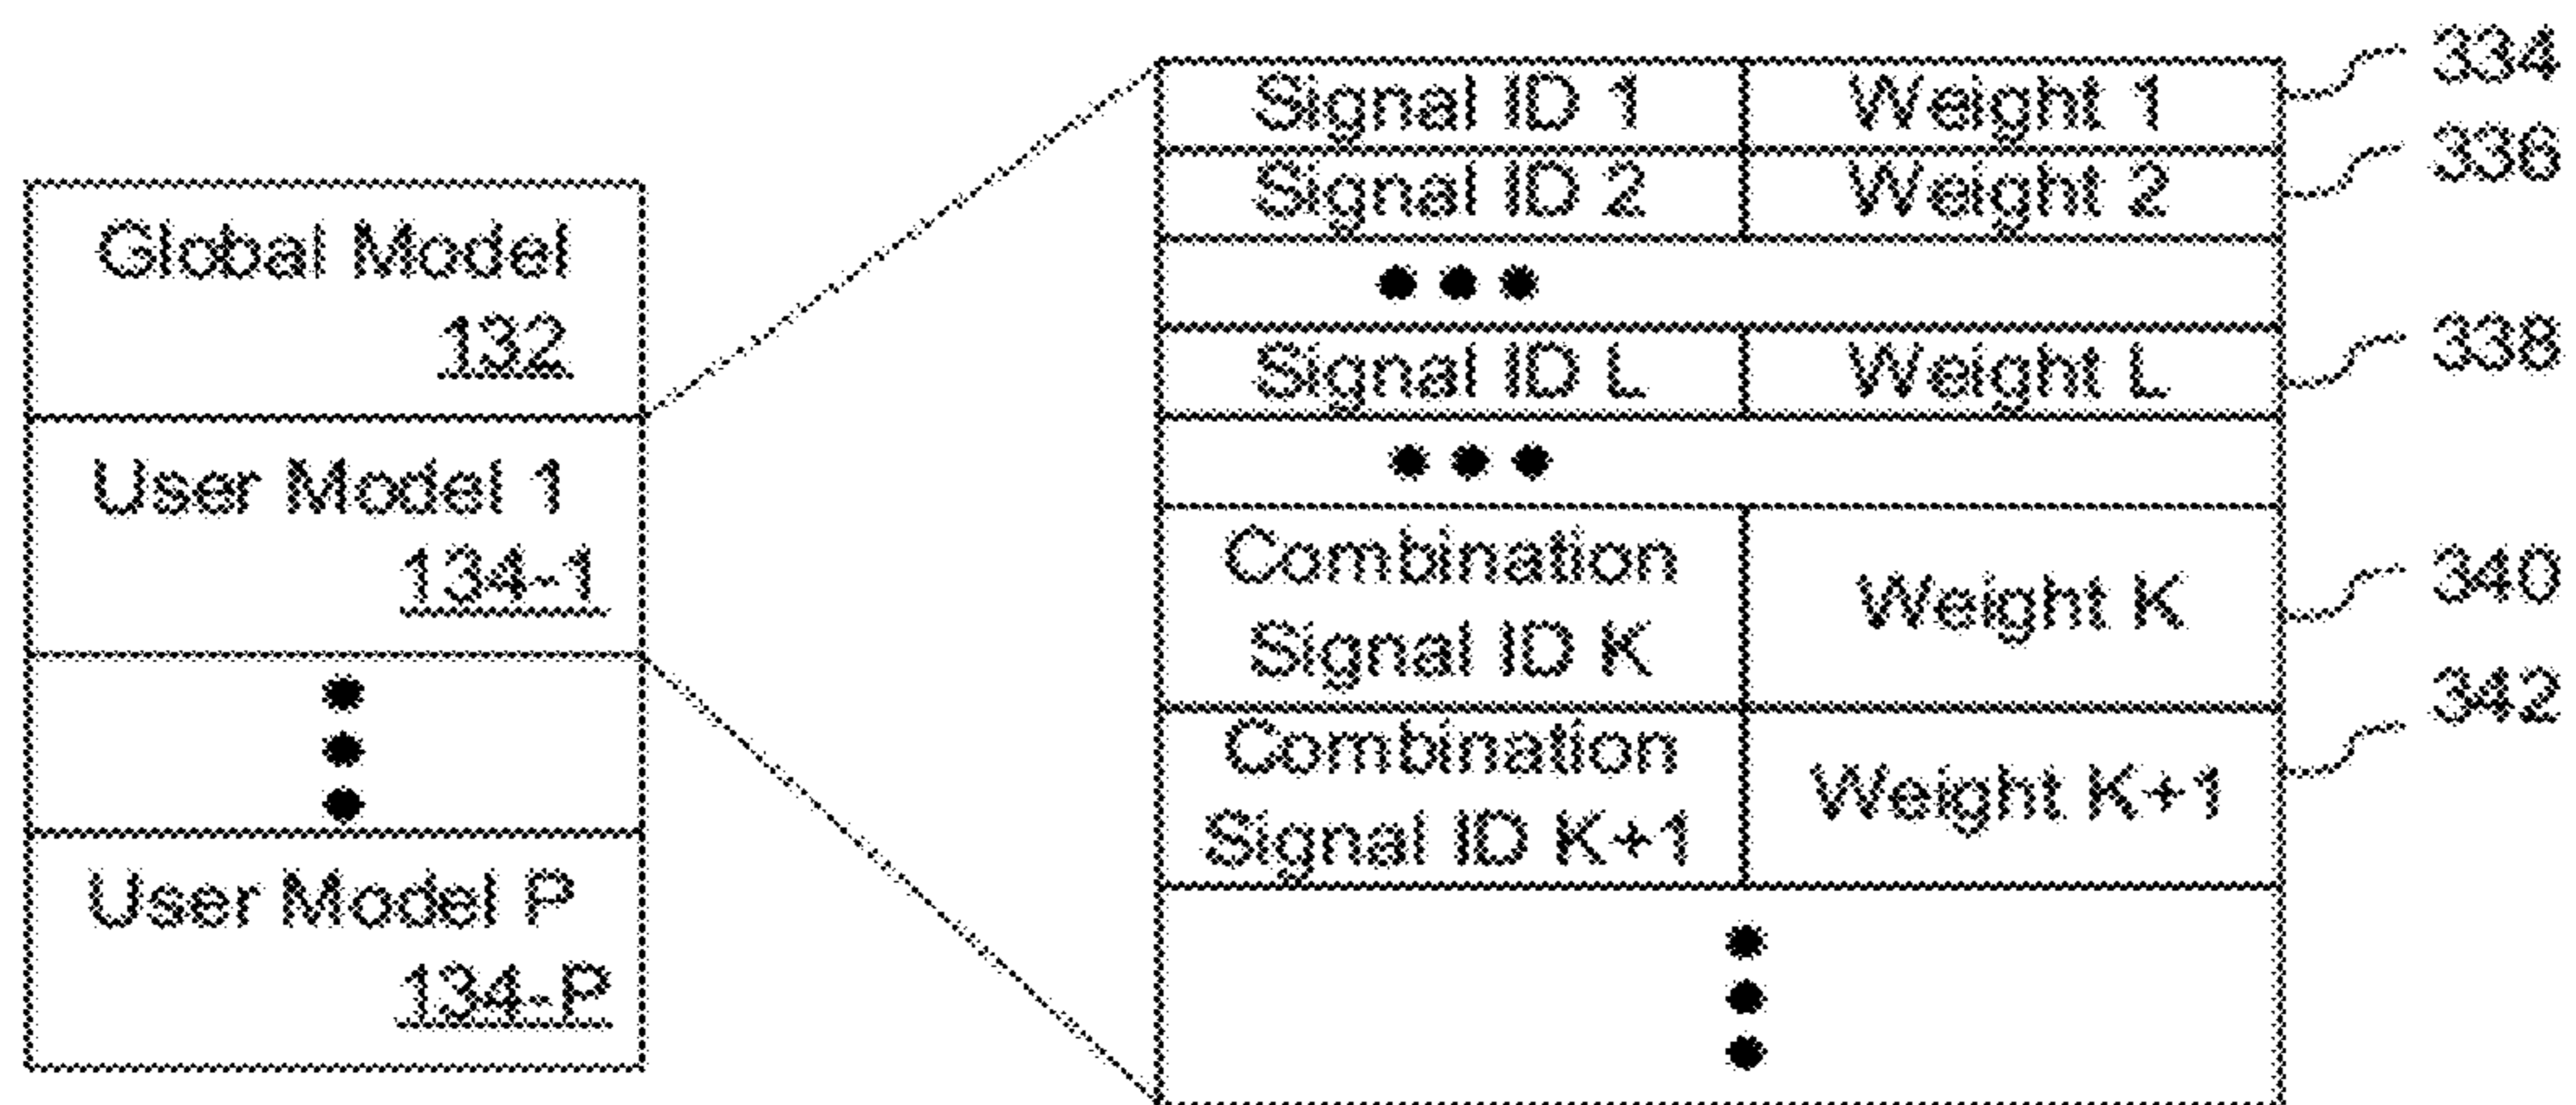 Global Model
132
User Model 1
134-1
User Model P
134-P
Signal ID 1 Weight 1 334
Signal ID 2 Weight 2 336
Signal ID L Weight L 338
Combination
Signal ID K
Weight K 340
Combination
Signal ID K+1
Weight K+1 342